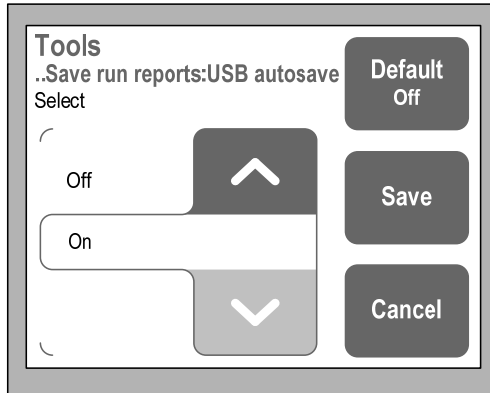 Tools
..Save run reports:USB autosave
Select
Off
On
Default
Off
Save
Cancel